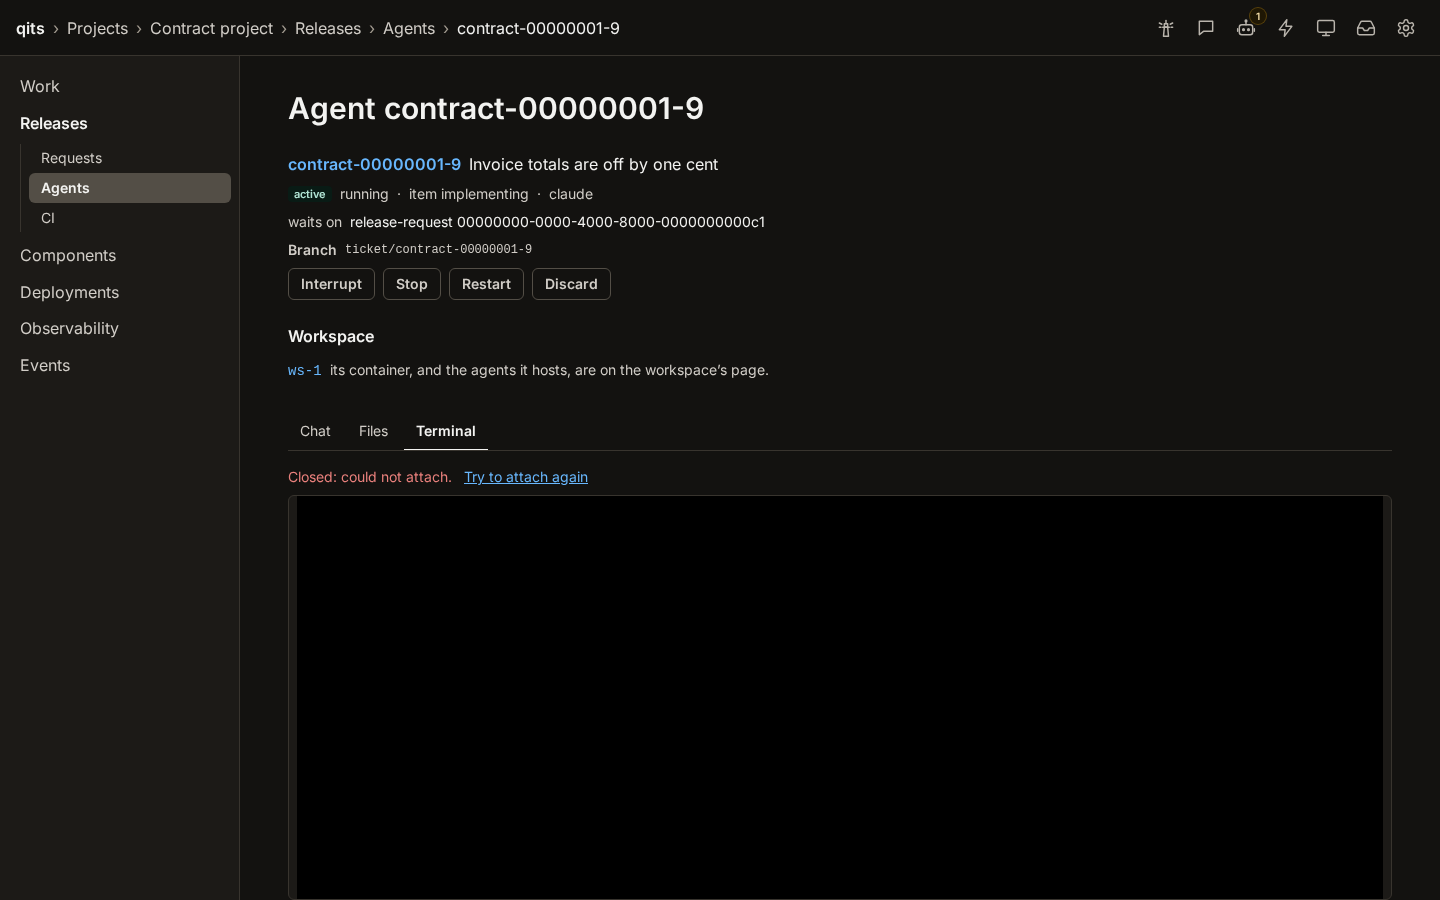 qits › Projects › Contract project › Releases › Agents › contract-00000001-9
1
Work
Releases
Requests
Agents
CI
Components
Deployments
Observability
Events
Agent contract-00000001-9
contract-00000001-9 Invoice totals are off by one cent
active running · item implementing · claude
waits on release-request 00000000-0000-4000-8000-0000000000c1
Branch ticket/contract-00000001-9
Interrupt Stop Restart Discard
Workspace
ws-1 its container, and the agents it hosts, are on the workspace’s page.
Chat Files Terminal
Closed: could not attach. Try to attach again